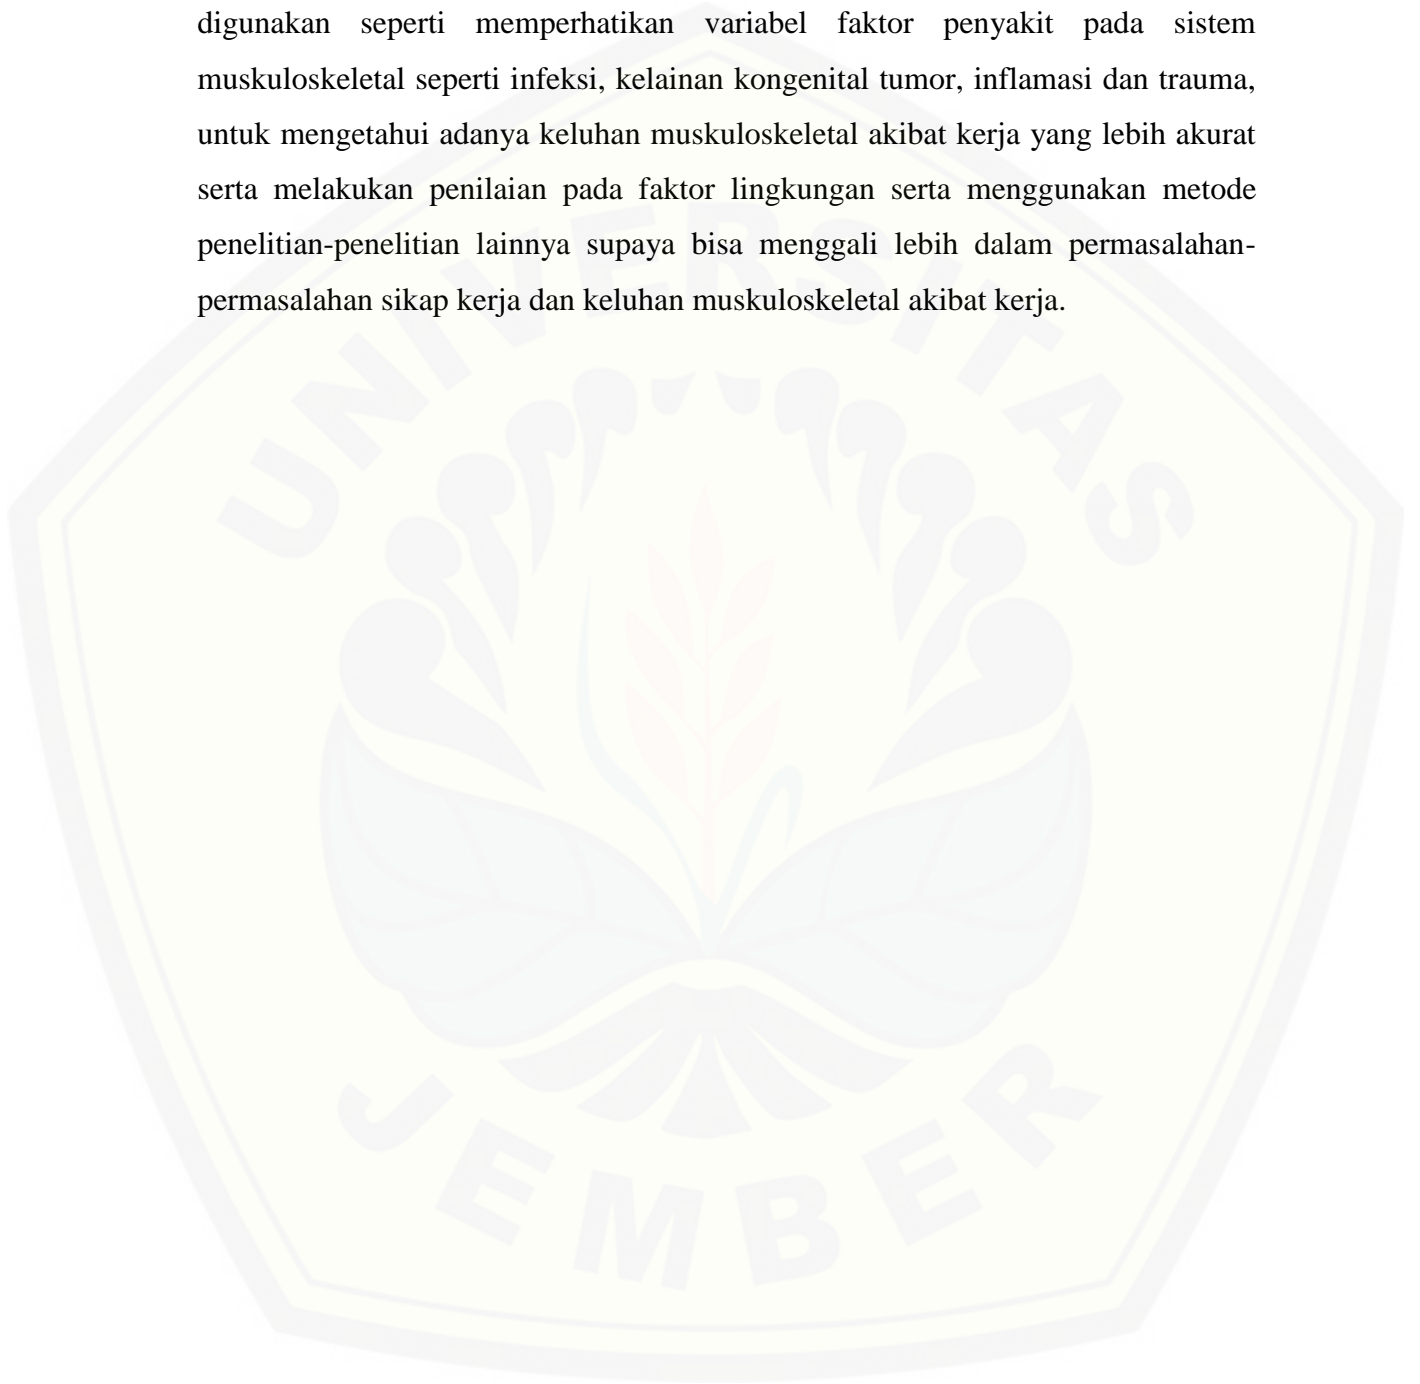 digunakan seperti memperhatikan variabel faktor penyakit pada sistem
muskuloskeletal seperti infeksi, kelainan kongenital tumor, inflamasi dan trauma,
untuk mengetahui adanya keluhan muskuloskeletal akibat kerja yang lebih akurat
serta melakukan penilaian pada faktor lingkungan serta menggunakan metode
penelitian-penelitian lainnya supaya bisa menggali lebih dalam permasalahan-
permasalahan sikap kerja dan keluhan muskuloskeletal akibat kerja.
UNIVERSITAS
JEMBER